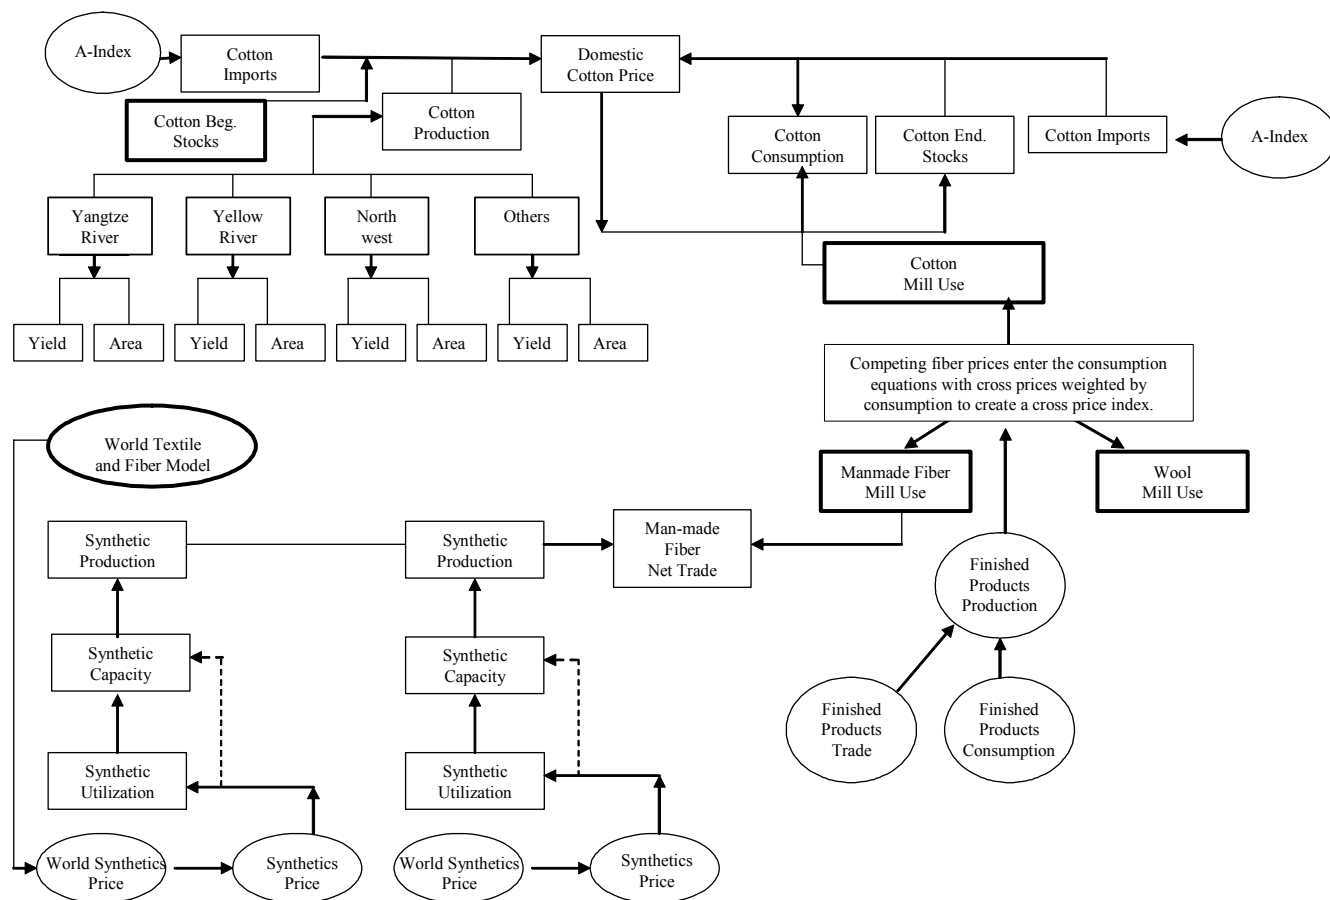 A-Index
Cotton
Imports
Domestic
Cotton Price
Cotton Beg.
Stocks
Cotton
Production
Cotton
Consumption
Cotton End.
Stocks
Cotton Imports
A-Index
Yangtze
River
Yellow
River
North
west
Others
Cotton
Mill Use
Yield
Area
Yield
Area
Yield
Area
Yield
Area
Competing fiber prices enter the consumption
equations with cross prices weighted by
consumption to create a cross price index.
World Textile
and Fiber Model
Manmade Fiber
Mill Use
Wool
Mill Use
Synthetic
Production
Synthetic
Production
Man-made
Fiber
Net Trade
Finished
Products
Production
Synthetic
Capacity
Synthetic
Capacity
Finished
Products
Trade
Finished
Products
Consumption
Synthetic
Utilization
Synthetic
Utilization
World Synthetics
Price
Synthetics
Price
World Synthetics
Price
Synthetics
Price